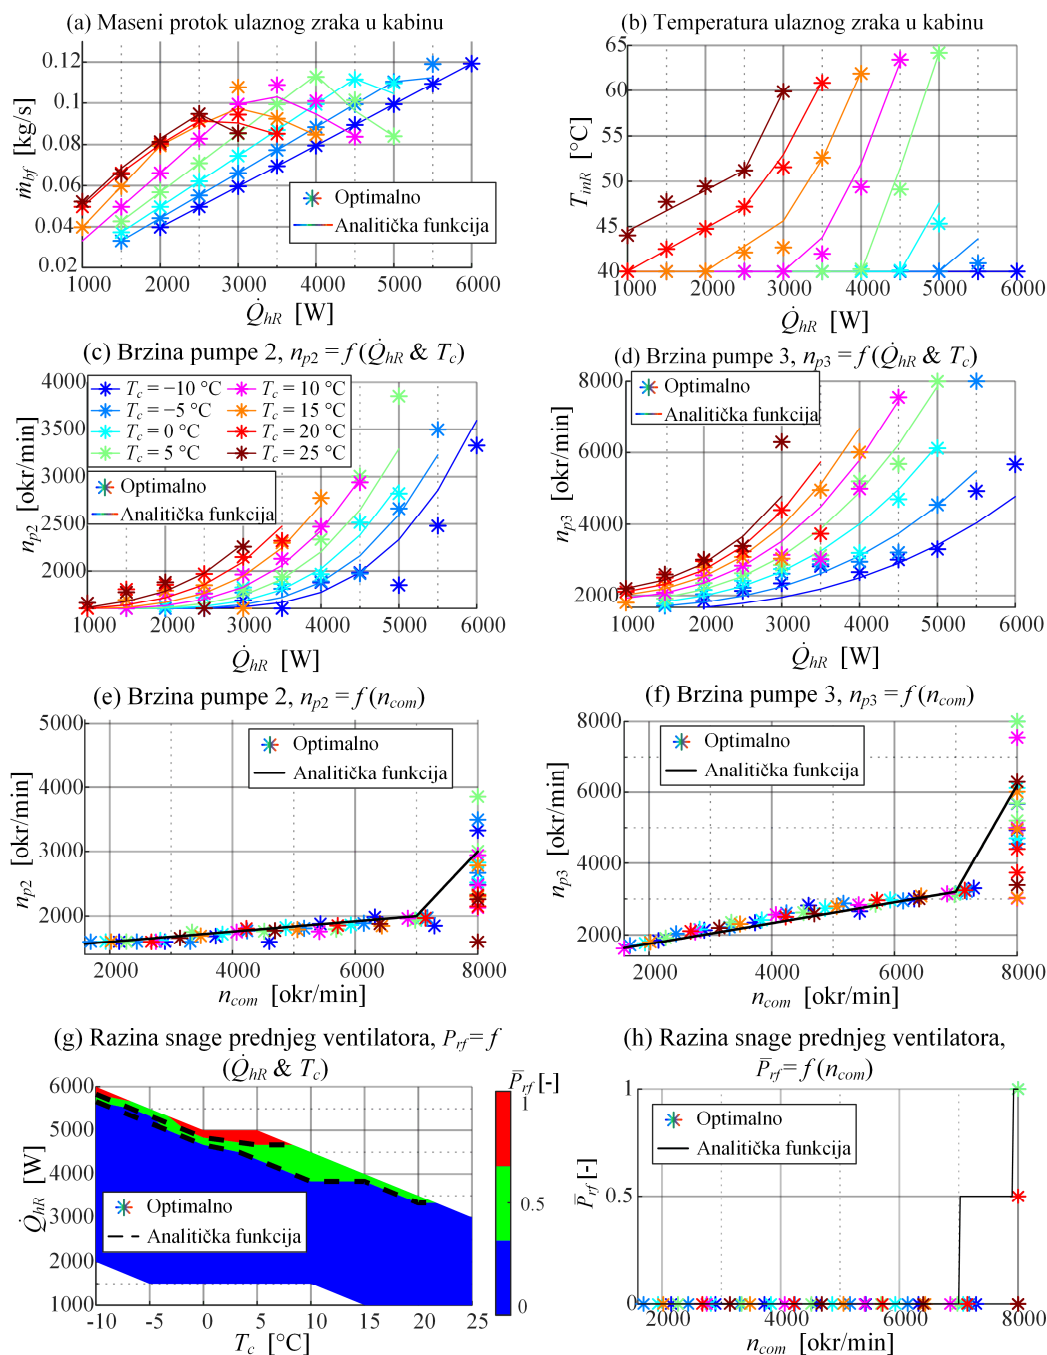 (a) Maseni protok ulaznog zraka u kabinu
0.12
0.1
0.08
0.06
0.04
0.02
ṁbf [kg/s]
Optimalno
Analitička funkcija
1000 2000 3000 4000 5000 6000
Q̇hR [W]
(b) Temperatura ulaznog zraka u kabinu
65
60
55
50
45
40
TinR [°C]
Optimalno
Analitička funkcija
1000 2000 3000 4000 5000 6000
Q̇hR [W]
(c) Brzina pumpe 2, np2 = f(Q̇hR & Tc)
4000
3500
3000
2500
2000
np2 [okr/min]
Tc = −10 °C
Tc = −5 °C
Tc = 0 °C
Tc = 5 °C
Tc = 10 °C
Tc = 15 °C
Tc = 20 °C
Tc = 25 °C
Optimalno
Analitička funkcija
1000 2000 3000 4000 5000 6000
Q̇hR [W]
(d) Brzina pumpe 3, np3 = f(Q̇hR & Tc)
8000
6000
4000
2000
np3 [okr/min]
Optimalno
Analitička funkcija
1000 2000 3000 4000 5000 6000
Q̇hR [W]
(e) Brzina pumpe 2, np2 = f(ncom)
5000
4000
3000
2000
np2 [okr/min]
Optimalno
Analitička funkcija
2000 4000 6000 8000
ncom [okr/min]
(f) Brzina pumpe 3, np3 = f(ncom)
8000
6000
4000
2000
np3 [okr/min]
Optimalno
Analitička funkcija
2000 4000 6000 8000
ncom [okr/min]
(g) Razina snage prednjeg ventilatora, Prf = f
(Q̇hR & Tc)
P̄rf [-]
6000
5000
4000
3000
2000
1000
Q̇hR [W]
Optimalno
Analitička funkcija
1
0.5
0
-10 -5 0 5 10 15 20 25
Tc [°C]
(h) Razina snage prednjeg ventilatora,
P̄rf = f(ncom)
1
0.5
0
P̄rf [-]
Optimalno
Analitička funkcija
2000 4000 6000 8000
ncom [okr/min]